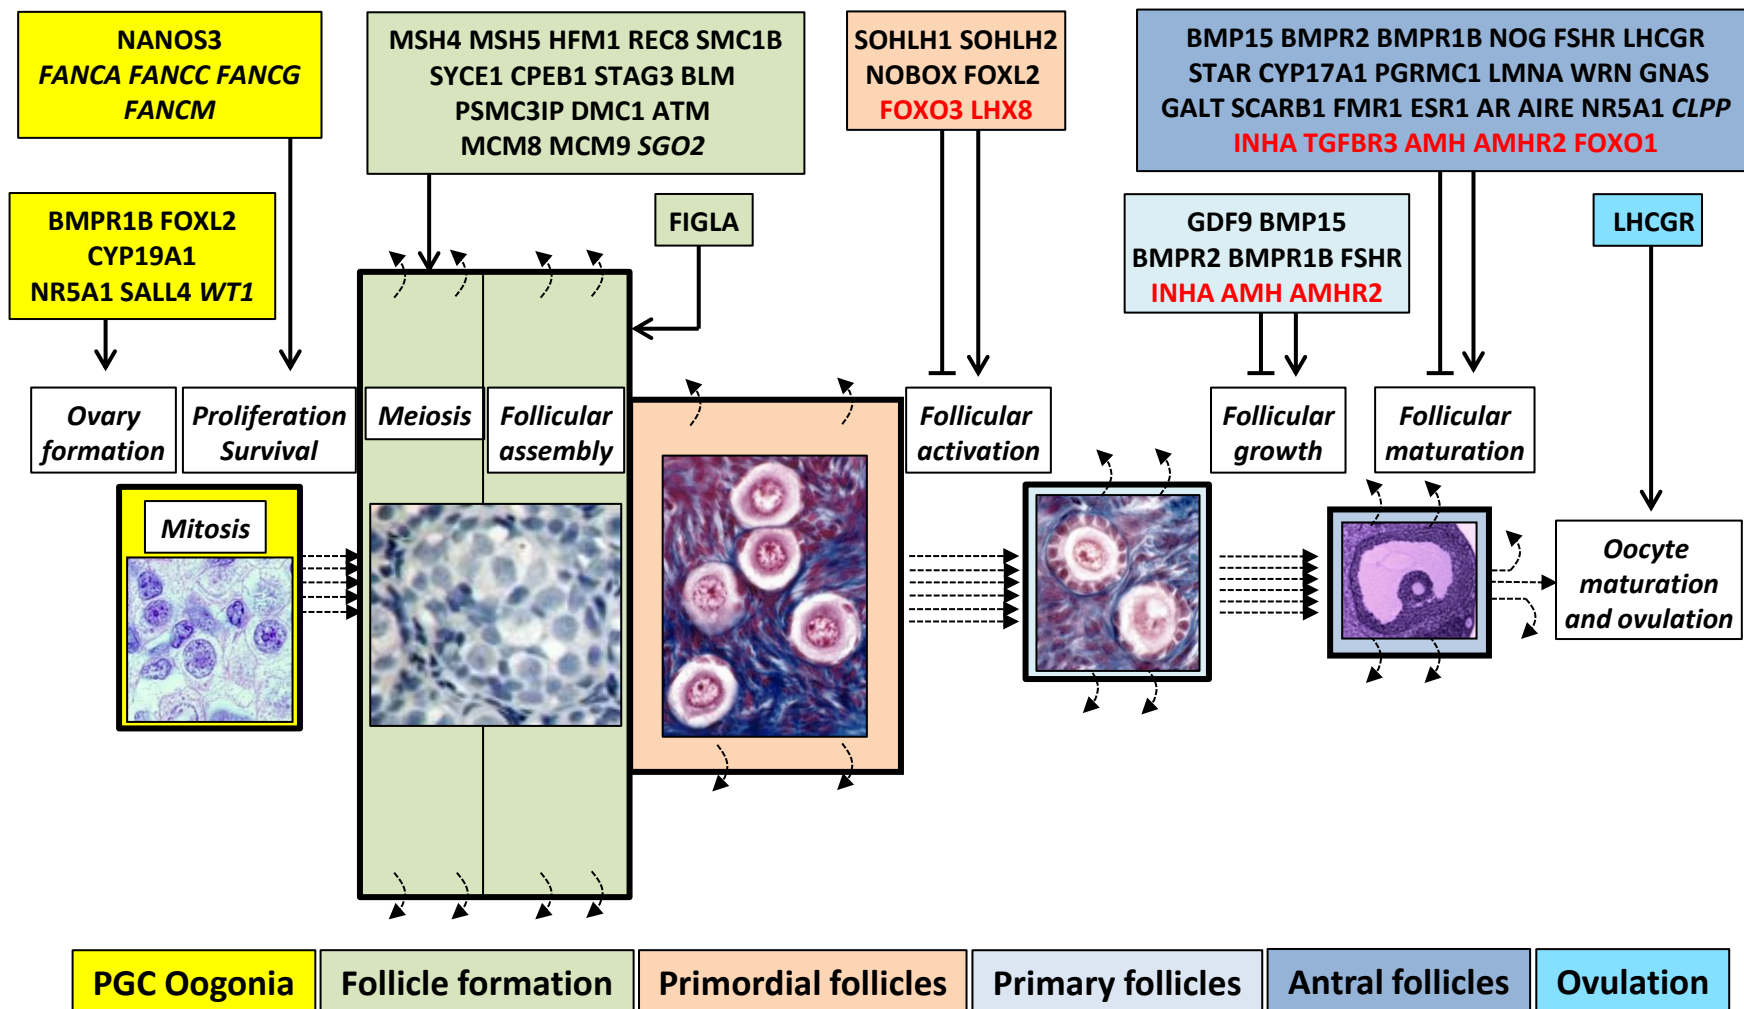 NANOS3
FANCA FANCC FANCG
FANCM
MSH4 MSH5 HFM1 REC8 SMC1B
SYCE1 CPEB1 STAG3 BLM
PSMC3IP DMC1 ATM
MCM8 MCM9 SGO2
SOHLH1 SOHLH2
NOBOX FOXL2
FOXO3 LHX8
BMP15 BMPR2 BMPR1B NOG FSHR LHCGR
STAR CYP17A1 PGRMC1 LMNA WRN GNAS
GALT SCARB1 FMR1 ESR1 AR AIRE NR5A1 CLPP
INHA TGFBR3 AMH AMHR2 FOXO1
BMPR1B FOXL2
CYP19A1
NR5A1 SALL4 WT1
FIGLA
GDF9 BMP15
BMPR2 BMPR1B FSHR
INHA AMH AMHR2
LHCGR
Ovary
formation
Proliferation
Survival
Meiosis
Follicular
assembly
Follicular
activation
Follicular
growth
Follicular
maturation
Mitosis
Oocyte
maturation
and ovulation
PGC Oogonia
Follicle formation
Primordial follicles
Primary follicles
Antral follicles
Ovulation